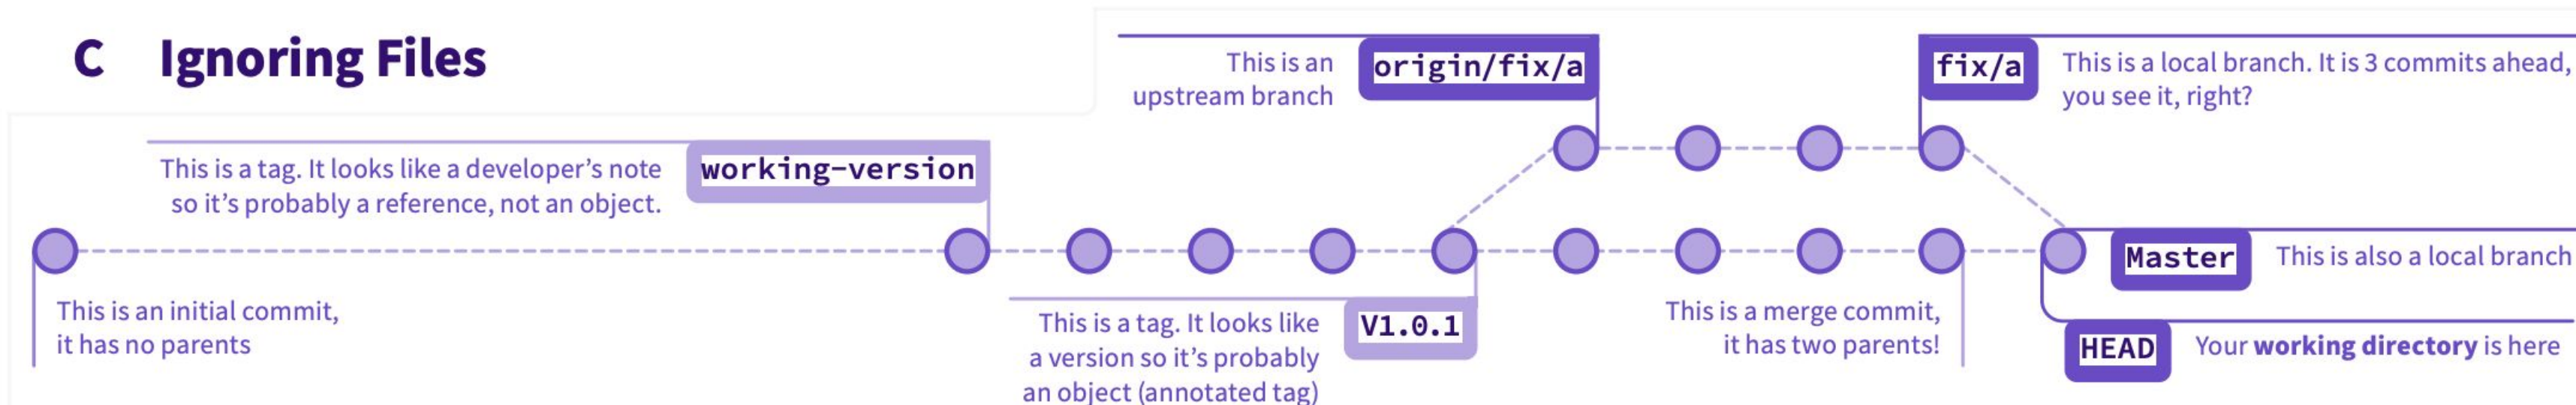 C Ignoring Files
This is an
upstream branch
origin/fix/a
fix/a
This is a local branch. It is 3 commits ahead,
you see it, right?
This is a tag. It looks like a developer's note
so it's probably a reference, not an object.
working-version
This is an initial commit,
it has no parents
This is a tag. It looks like
a version so it's probably
an object (annotated tag)
V1.0.1
This is a merge commit,
it has two parents!
Master
This is also a local branch
HEAD
Your working directory is here